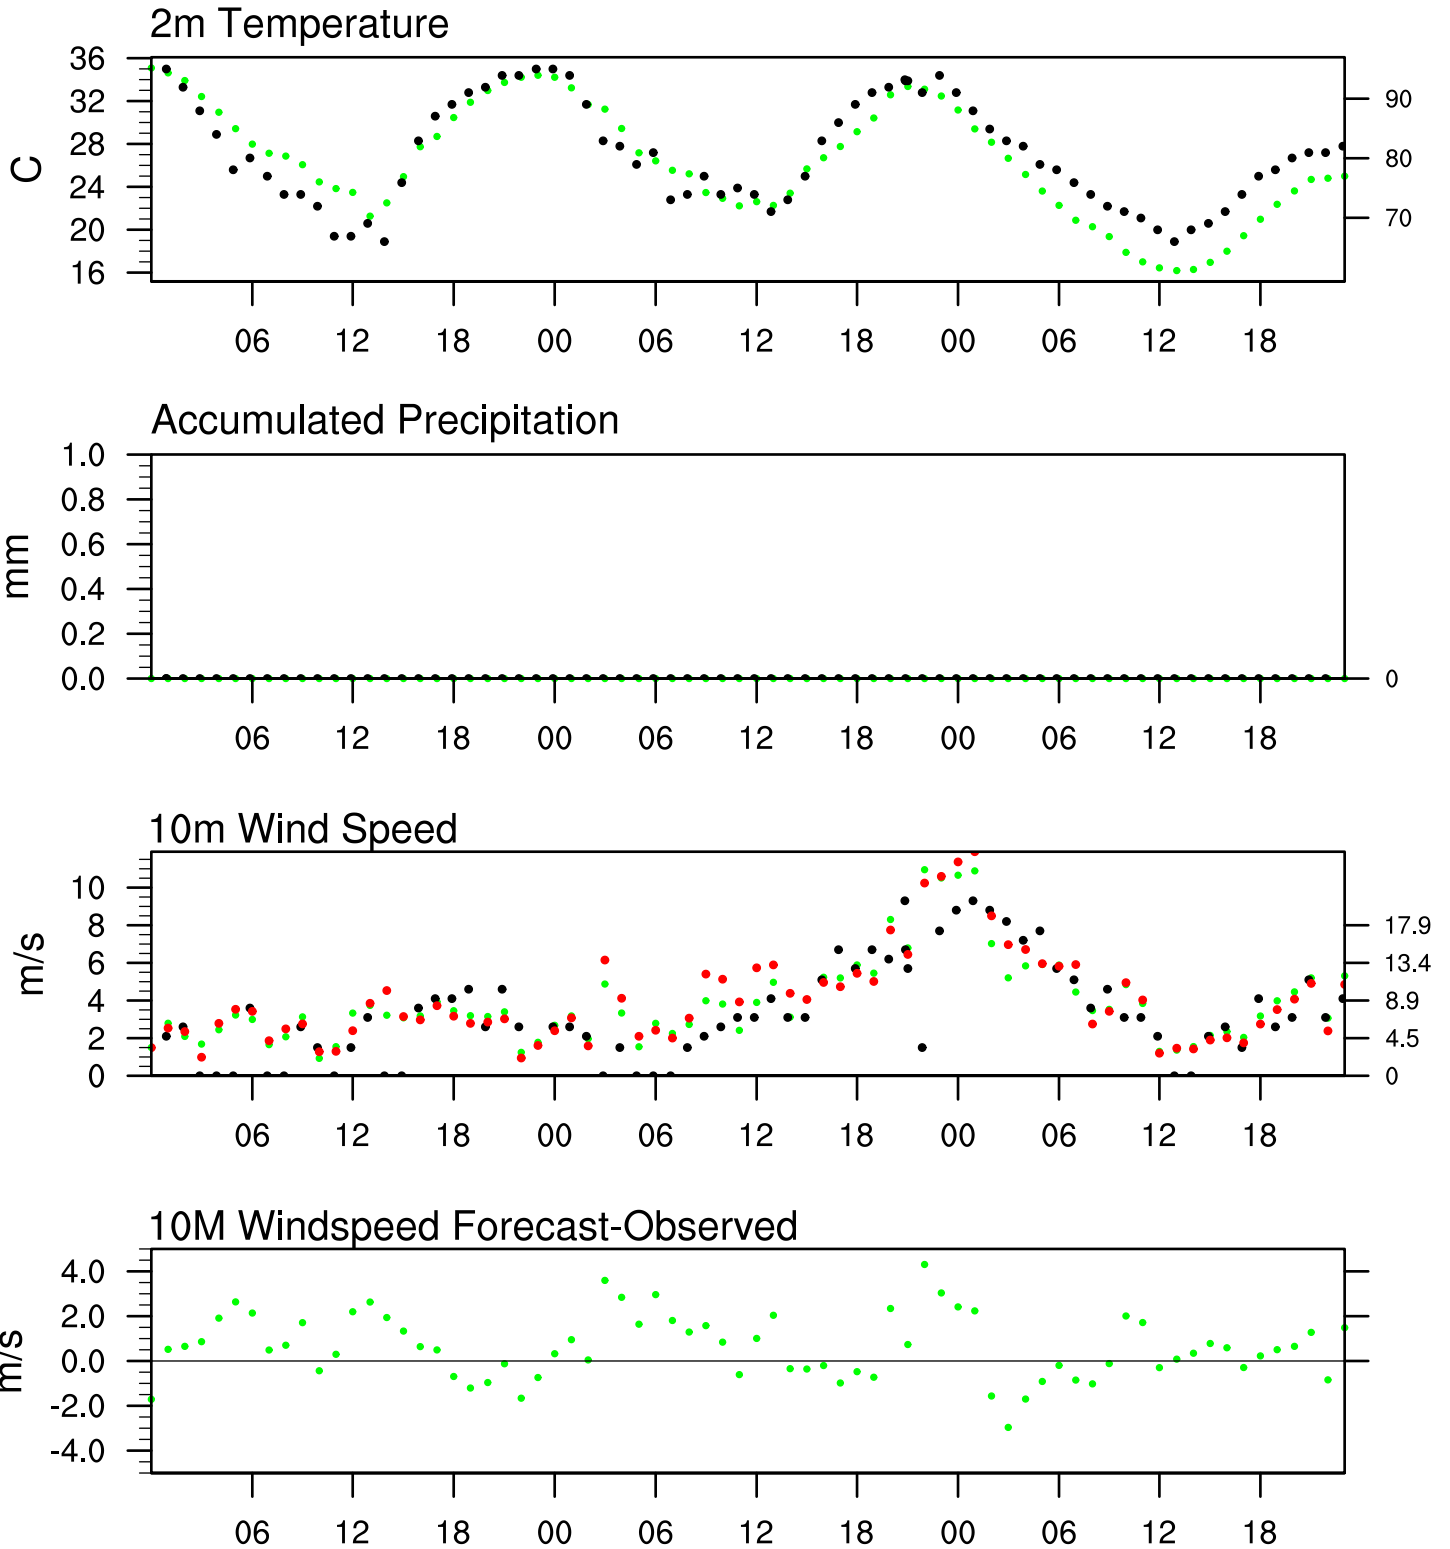 2m Temperature
36
32
28
24
20
16
C
90
80
70
06 12 18 00 06 12 18 00 06 12 18
Accumulated Precipitation
1.0
0.8
0.6
0.4
0.2
0.0
mm
0
06 12 18 00 06 12 18 00 06 12 18
10m Wind Speed
10
8
6
4
2
0
m/s
17.9
13.4
8.9
4.5
0
06 12 18 00 06 12 18 00 06 12 18
10M Windspeed Forecast-Observed
4.0
2.0
0.0
-2.0
-4.0
m/s
06 12 18 00 06 12 18 00 06 12 18